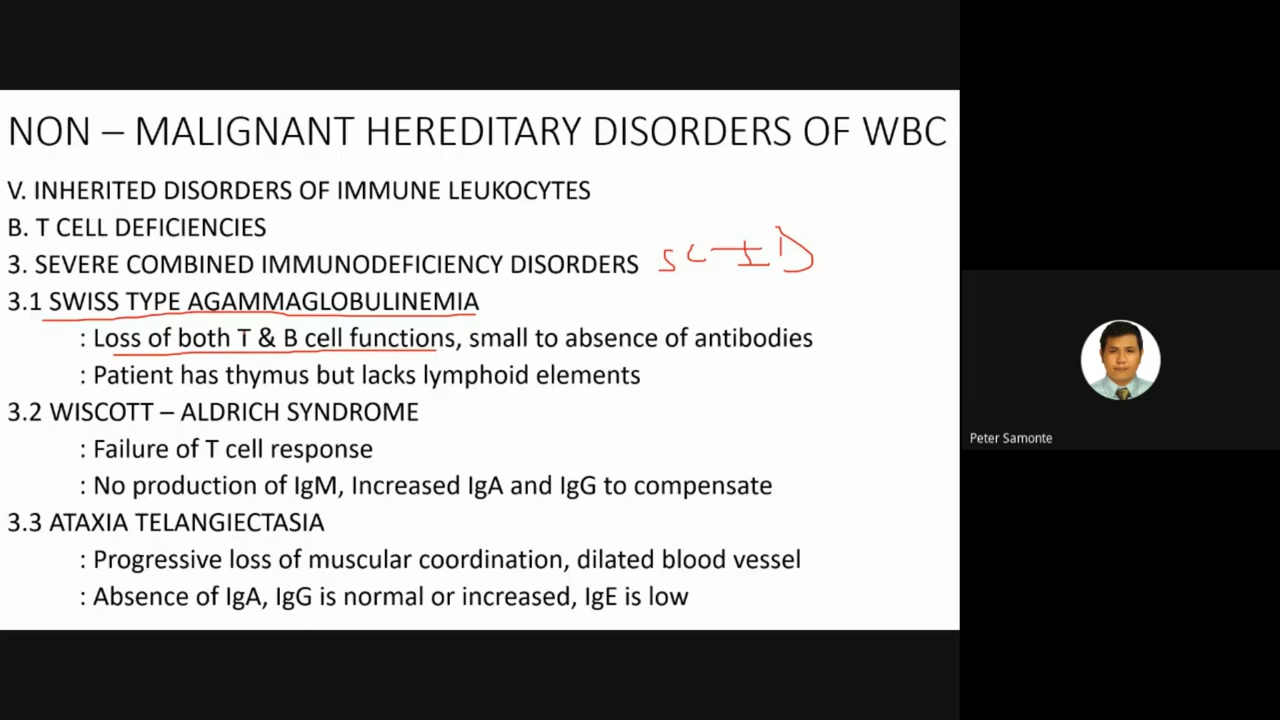 NON – MALIGNANT HEREDITARY DISORDERS OF WBC
V. INHERITED DISORDERS OF IMMUNE LEUKOCYTES
B. T CELL DEFICIENCIES
3. SEVERE COMBINED IMMUNODEFICIENCY DISORDERS SCID
3.1 SWISS TYPE AGAMMAGLOBULINEMIA
: Loss of both T & B cell functions, small to absence of antibodies
: Patient has thymus but lacks lymphoid elements
3.2 WISCOTT – ALDRICH SYNDROME
: Failure of T cell response
: No production of IgM, Increased IgA and IgG to compensate
3.3 ATAXIA TELANGIECTASIA
: Progressive loss of muscular coordination, dilated blood vessel
: Absence of IgA, IgG is normal or increased, IgE is low
Peter Samonte